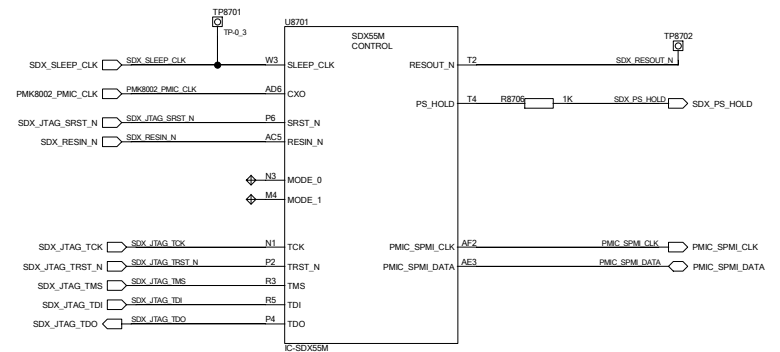 TP8701
TP-0_3
U8701
SDX55M
CONTROL
TP8702
SDX_SLEEP_CLK SDX_SLEEP_CLK W3 SLEEP_CLK RESOUT_N T2 SDX_RESOUT_N
PMK8002_PMIC_CLK PMK8002_PMIC_CLK AD6 CXO PS_HOLD T4 R8706 1K SDX_PS_HOLD SDX_PS_HOLD
SDX_JTAG_SRST_N SDX_JTAG_SRST_N P6 SRST_N
SDX_RESIN_N SDX_RESIN_N AC5 RESIN_N
N3 MODE_0
M4 MODE_1
SDX_JTAG_TCK SDX_JTAG_TCK N1 TCK PMIC_SPMI_CLK AF2 PMIC_SPMI_CLK PMIC_SPMI_CLK
SDX_JTAG_TRST_N SDX_JTAG_TRST_N P2 TRST_N PMIC_SPMI_DATA AE3 PMIC_SPMI_DATA PMIC_SPMI_DATA
SDX_JTAG_TMS SDX_JTAG_TMS R3 TMS
SDX_JTAG_TDI SDX_JTAG_TDI R5 TDI
SDX_JTAG_TDO SDX_JTAG_TDO P4 TDO
IC-SDX55M